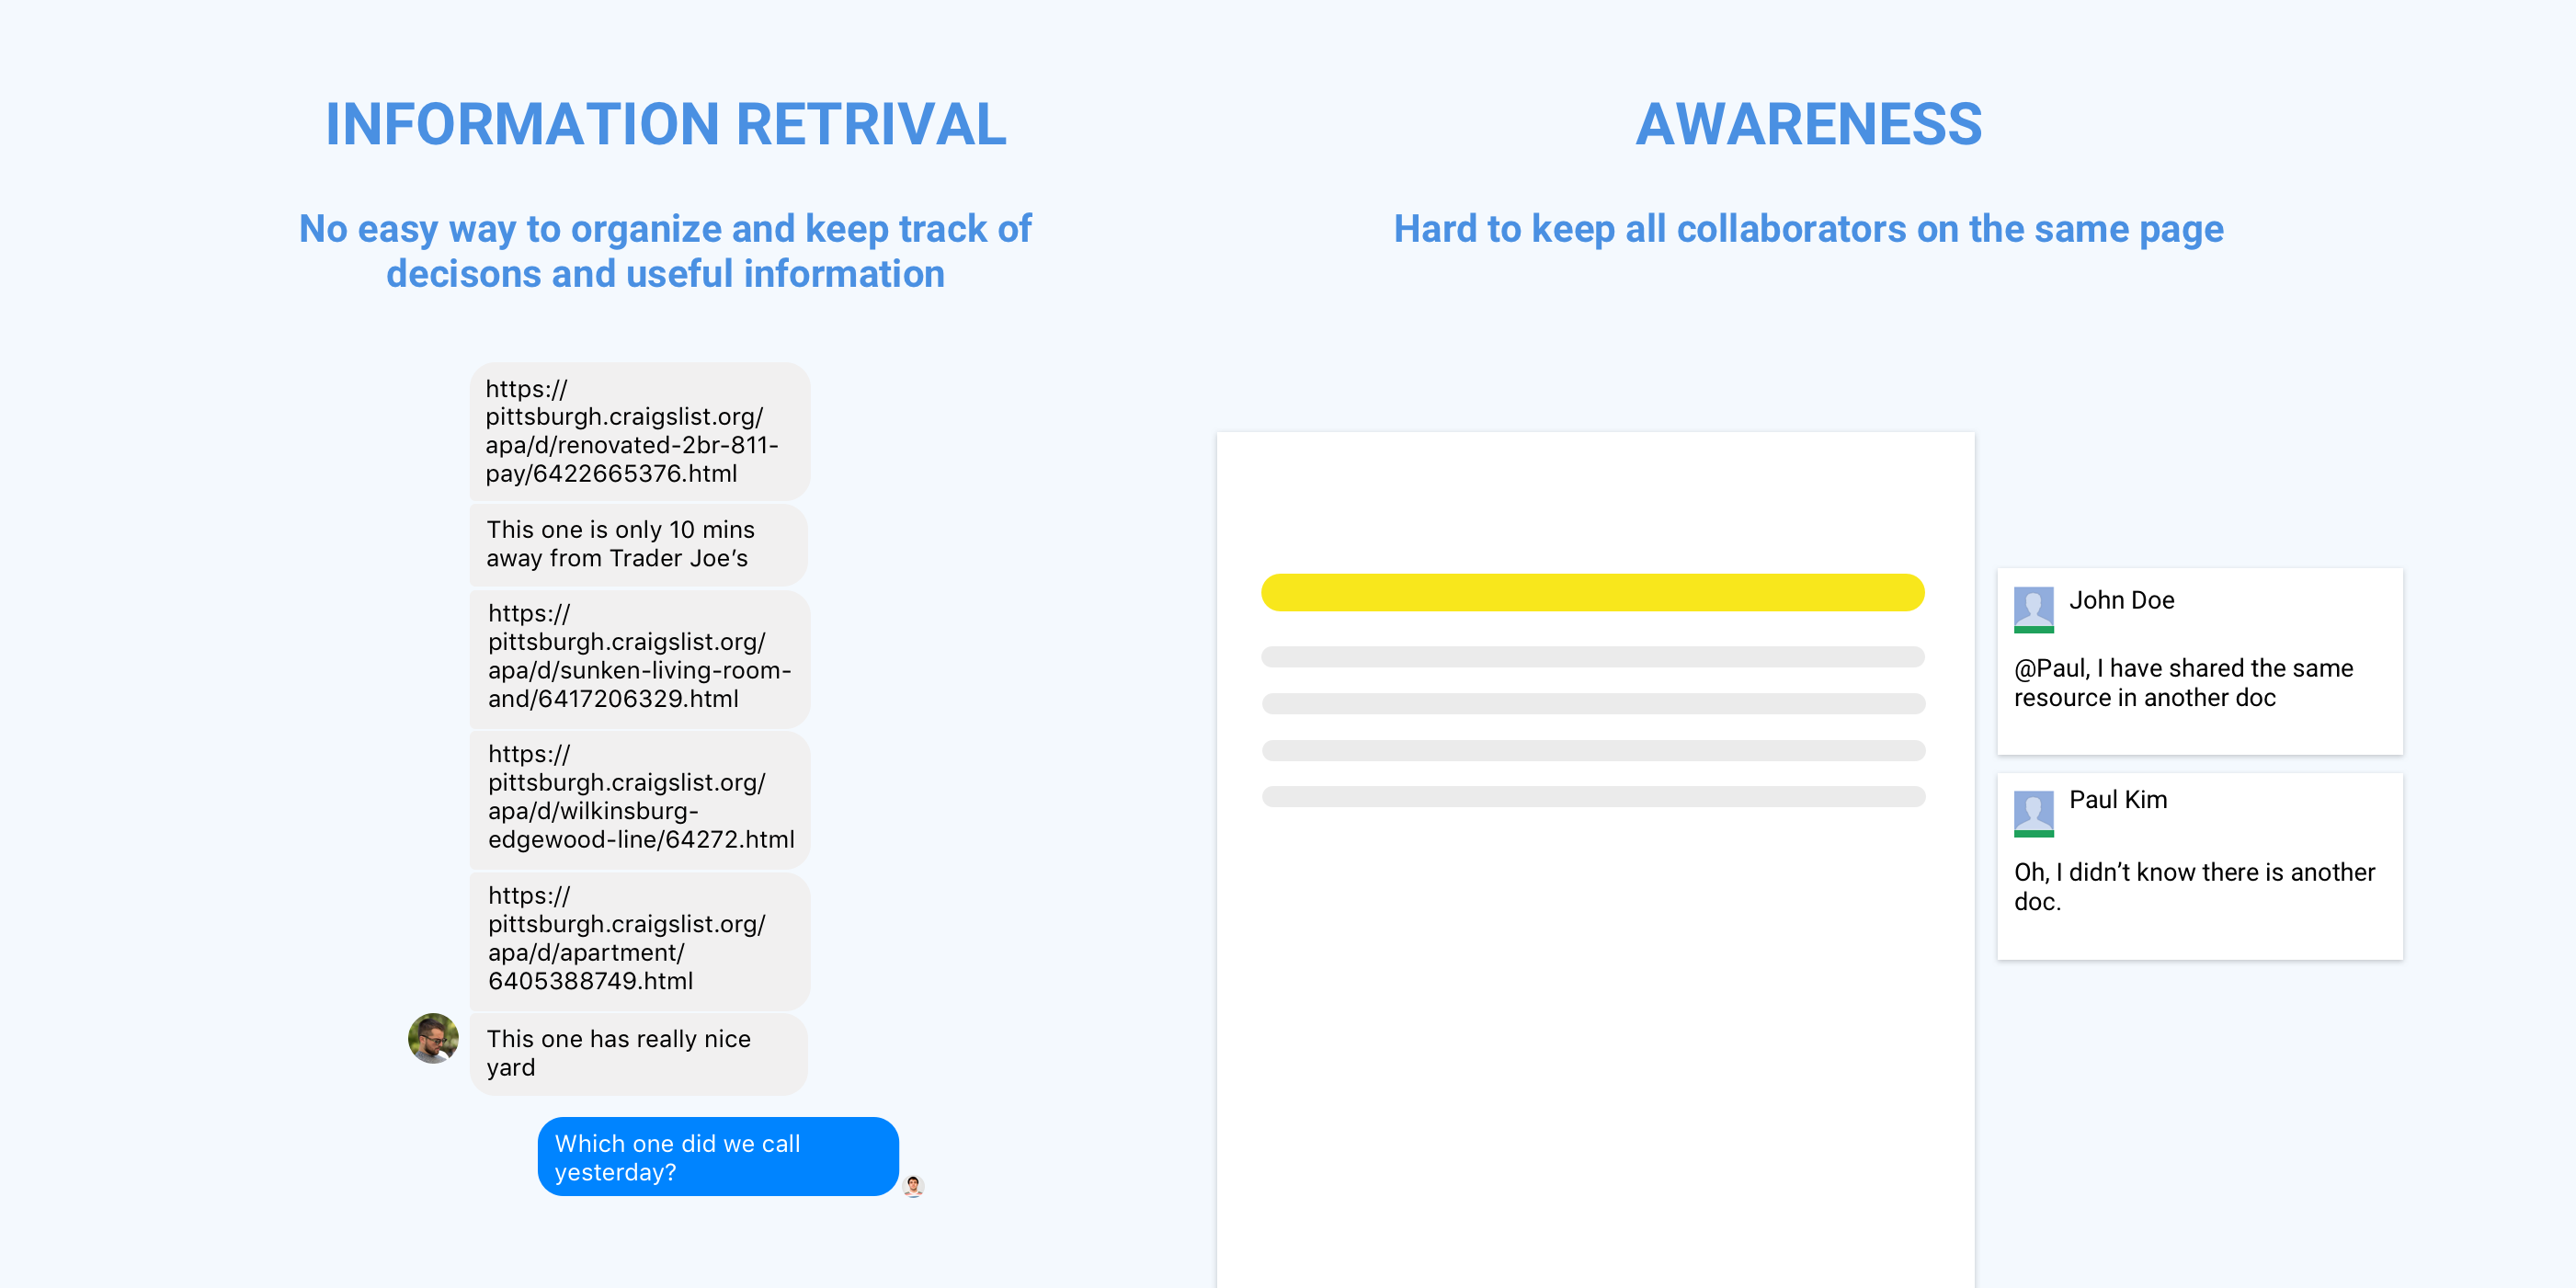 INFORMATION RETRIVAL
No easy way to organize and keep track of
decisons and useful information
https://
pittsburgh.craigslist.org/
apa/d/renovated-2br-811-
pay/6422665376.html
This one is only 10 mins
away from Trader Joe’s
https://
pittsburgh.craigslist.org/
apa/d/sunken-living-room-
and/6417206329.html
https://
pittsburgh.craigslist.org/
apa/d/wilkinsburg-
edgewood-line/64272.html
https://
pittsburgh.craigslist.org/
apa/d/apartment/
6405388749.html
This one has really nice
yard
Which one did we call
yesterday?
AWARENESS
Hard to keep all collaborators on the same page
John Doe
@Paul, I have shared the same
resource in another doc
Paul Kim
Oh, I didn’t know there is another
doc.